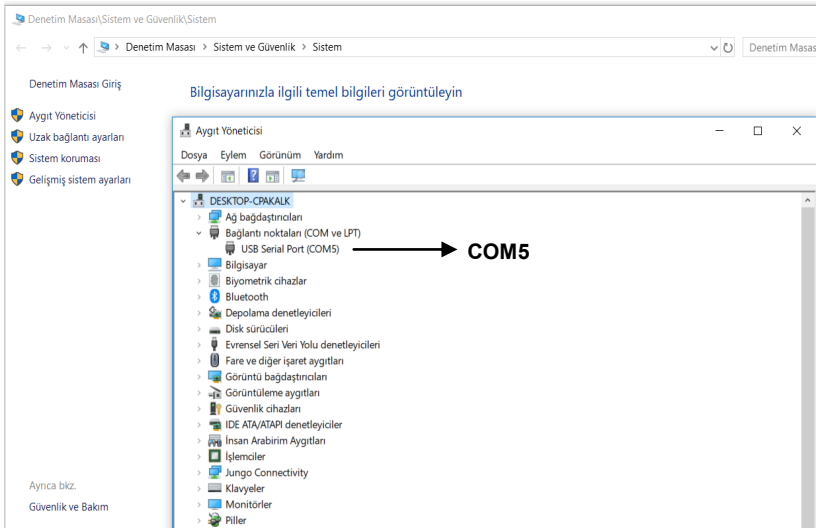 Denetim Masası\Sistem ve Güvenlik\Sistem
Denetim Masası > Sistem ve Güvenlik > Sistem
Denetim Masas
Denetim Masası Giriş
Aygıt Yöneticisi
Uzak bağlantı ayarları
Sistem koruması
Gelişmiş sistem ayarları
Ayrıca bkz.
Güvenlik ve Bakım
Bilgisayarınızla ilgili temel bilgileri görüntüleyin
Aygıt Yöneticisi
Dosya Eylem Görünüm Yardım
DESKTOP-CPAKALK
Ağ bağdaştırıcıları
Bağlantı noktaları (COM ve LPT)
USB Serial Port (COM5)
COM5
Bilgisayar
Biyometrik cihazlar
Bluetooth
Depolama denetleyicileri
Disk sürücüleri
Evrensel Seri Veri Yolu denetleyicileri
Fare ve diğer işaret aygıtları
Görüntü bağdaştırıcıları
Görüntüleme aygıtları
Güvenlik cihazları
IDE ATA/ATAPI denetleyiciler
İnsan Arabirim Aygıtları
İşlemciler
Jungo Connectivity
Klavyeler
Monitörler
Piller